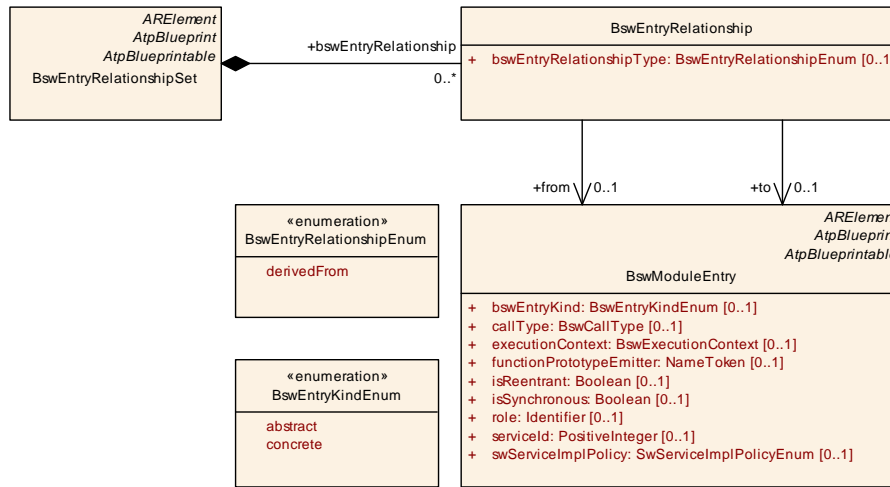 ARElement
AtpBlueprint
AtpBlueprintable
BswEntryRelationshipSet
+bswEntryRelationship
0..*
BswEntryRelationship
+ bswEntryRelationshipType: BswEntryRelationshipEnum [0..1
+from
0..1
+to
0..1
«enumeration»
BswEntryRelationshipEnum
derivedFrom
ARElemen
AtpBlueprin
AtpBlueprintable
BswModuleEntry
+ bswEntryKind: BswEntryKindEnum [0..1]
+ callType: BswCallType [0..1]
+ executionContext: BswExecutionContext [0..1]
+ functionPrototypeEmitter: NameToken [0..1]
+ isReentrant: Boolean [0..1]
+ isSynchronous: Boolean [0..1]
+ role: Identifier [0..1]
+ serviceId: PositiveInteger [0..1]
+ swServiceImplPolicy: SwServiceImplPolicyEnum [0..1]
«enumeration»
BswEntryKindEnum
abstract
concrete